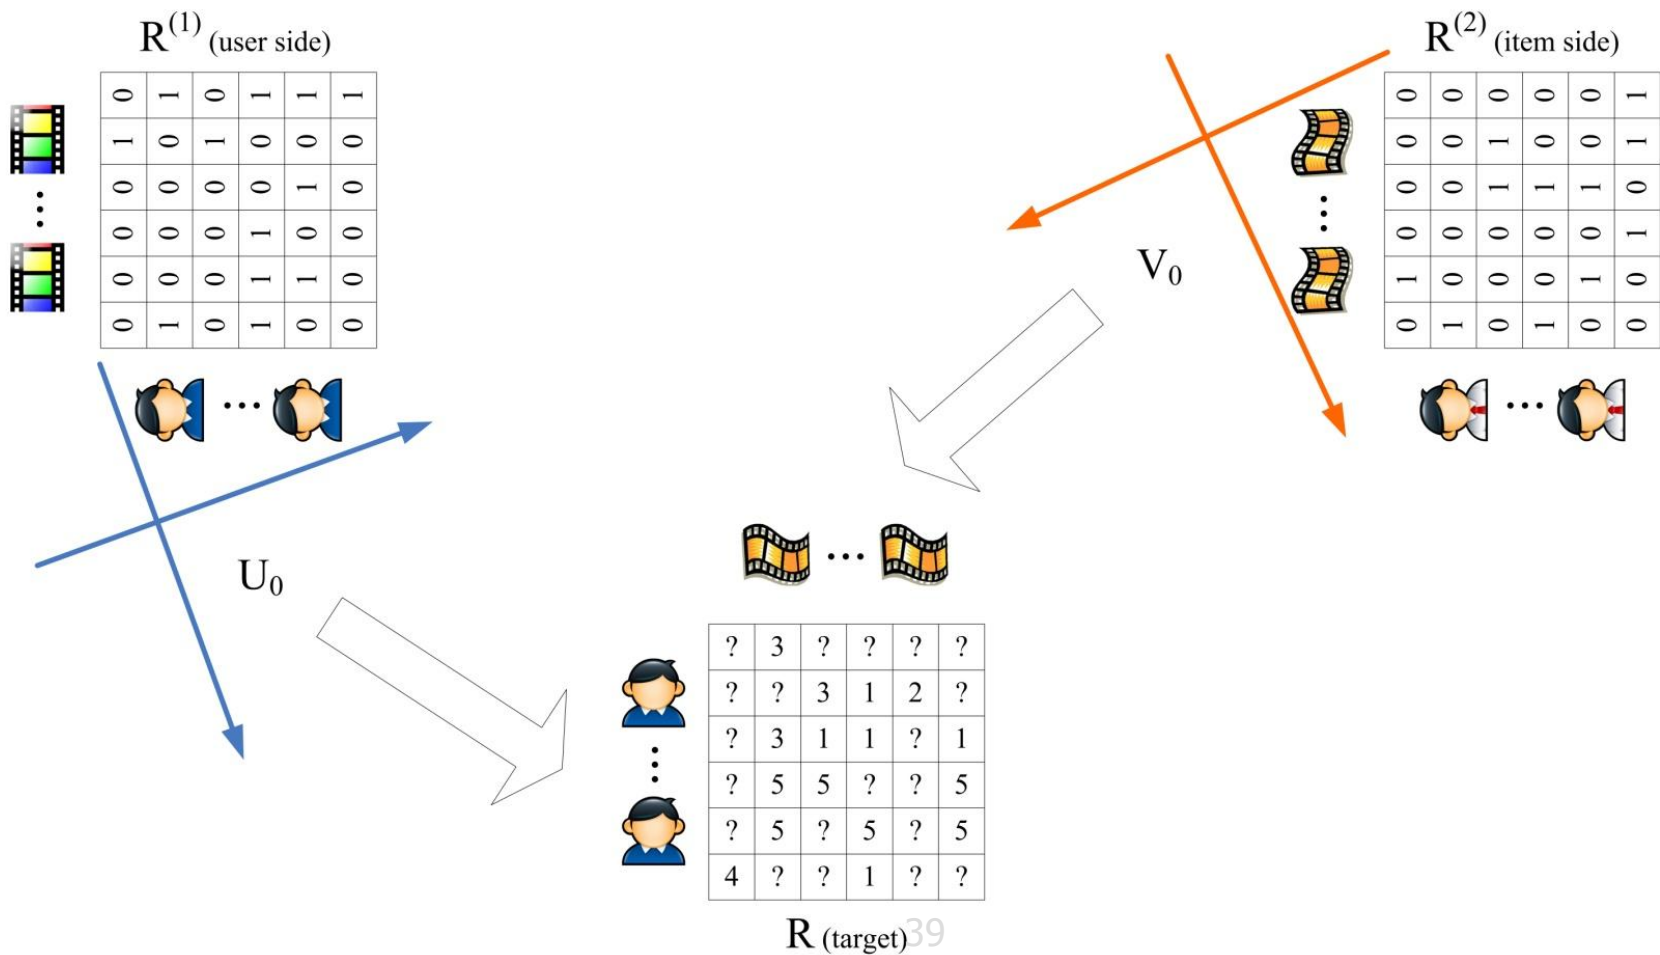 R(1) (user side)
0 1 0 1 1 1
1 0 1 0 0 0
0 0 0 0 1 0
0 0 0 1 0 0
0 0 0 1 1 0
0 1 0 1 0 0
...
...
U0
R(2) (item side)
0 0 0 0 0 1
0 0 1 0 0 1
0 0 1 1 1 0
0 0 0 0 0 1
1 0 0 0 1 0
0 1 0 1 0 0
...
...
V0
...
? 3 ? ? ? ?
? ? 3 1 2 ?
? 3 1 1 ? 1
? 5 5 ? ? 5
? 5 ? 5 ? 5
4 ? ? 1 ? ?
...
R (target) 39